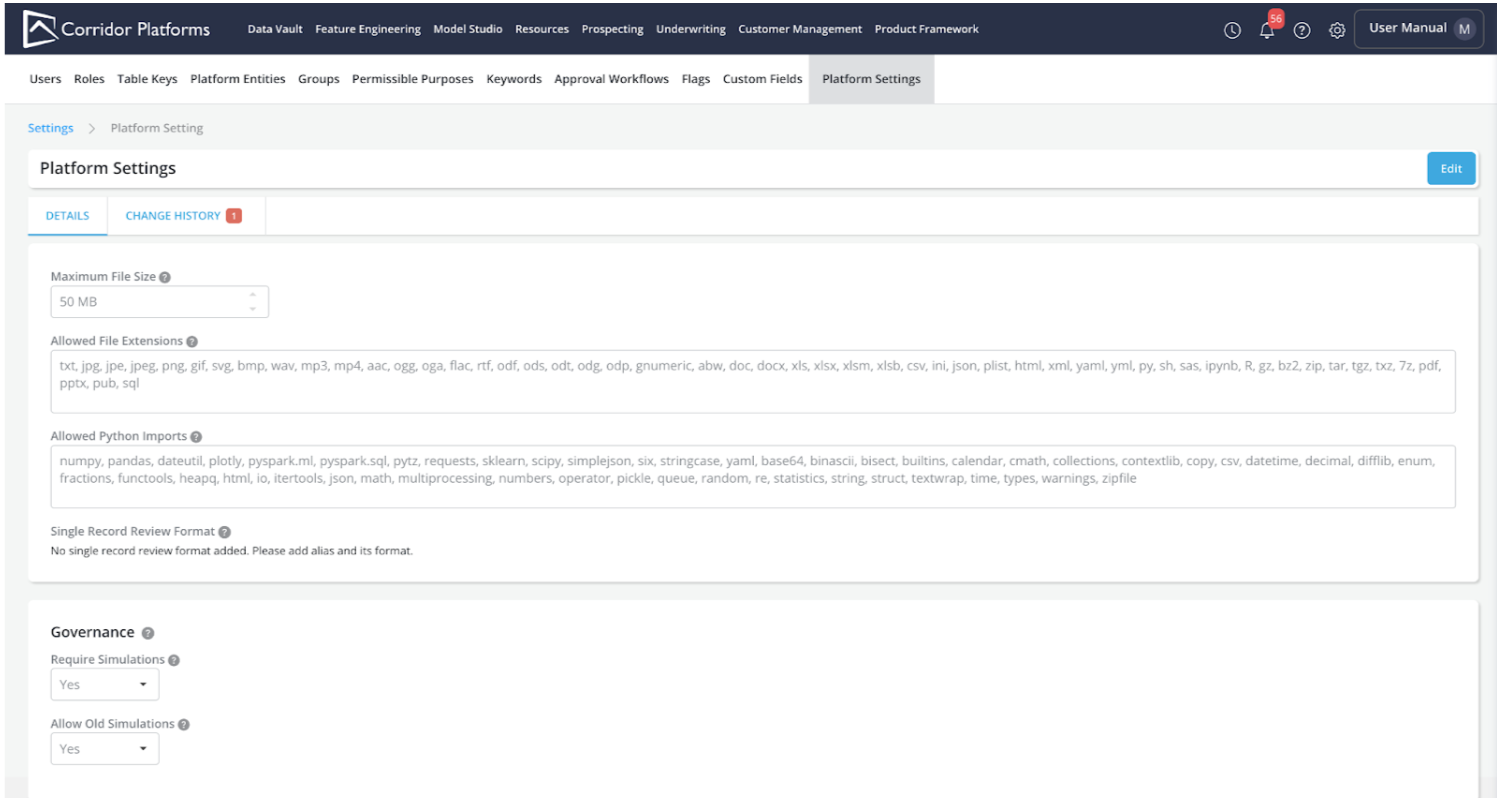 Corridor Platforms Data Vault Feature Engineering Model Studio Resources Prospecting Underwriting Customer Management Product Framework 56 User Manual M
Users Roles Table Keys Platform Entities Groups Permissible Purposes Keywords Approval Workflows Flags Custom Fields Platform Settings
Settings > Platform Setting
Platform Settings Edit
DETAILS CHANGE HISTORY 1
Maximum File Size
50 MB
Allowed File Extensions
txt, jpg, jpe, jpeg, png, gif, svg, bmp, wav, mp3, mp4, aac, ogg, oga, flac, rtf, odf, ods, odt, odg, odp, gnumeric, abw, doc, docx, xls, xlsx, xlsm, xlsb, csv, ini, json, plist, html, xml, yaml, yml, py, sh, sas, ipynb, R, gz, bz2, zip, tar, tgz, txz, 7z, pdf,
pptx, pub, sql
Allowed Python Imports
numpy, pandas, dateutil, plotly, pyspark.ml, pyspark.sql, pytz, requests, sklearn, scipy, simplejson, six, stringcase, yaml, base64, binascii, bisect, builtins, calendar, cmath, collections, contextlib, copy, csv, datetime, decimal, difflib, enum,
fractions, functools, heapq, html, io, itertools, json, math, multiprocessing, numbers, operator, pickle, queue, random, re, statistics, string, struct, textwrap, time, types, warnings, zipfile
Single Record Review Format
No single record review format added. Please add alias and its format.
Governance
Require Simulations
Yes
Allow Old Simulations
Yes